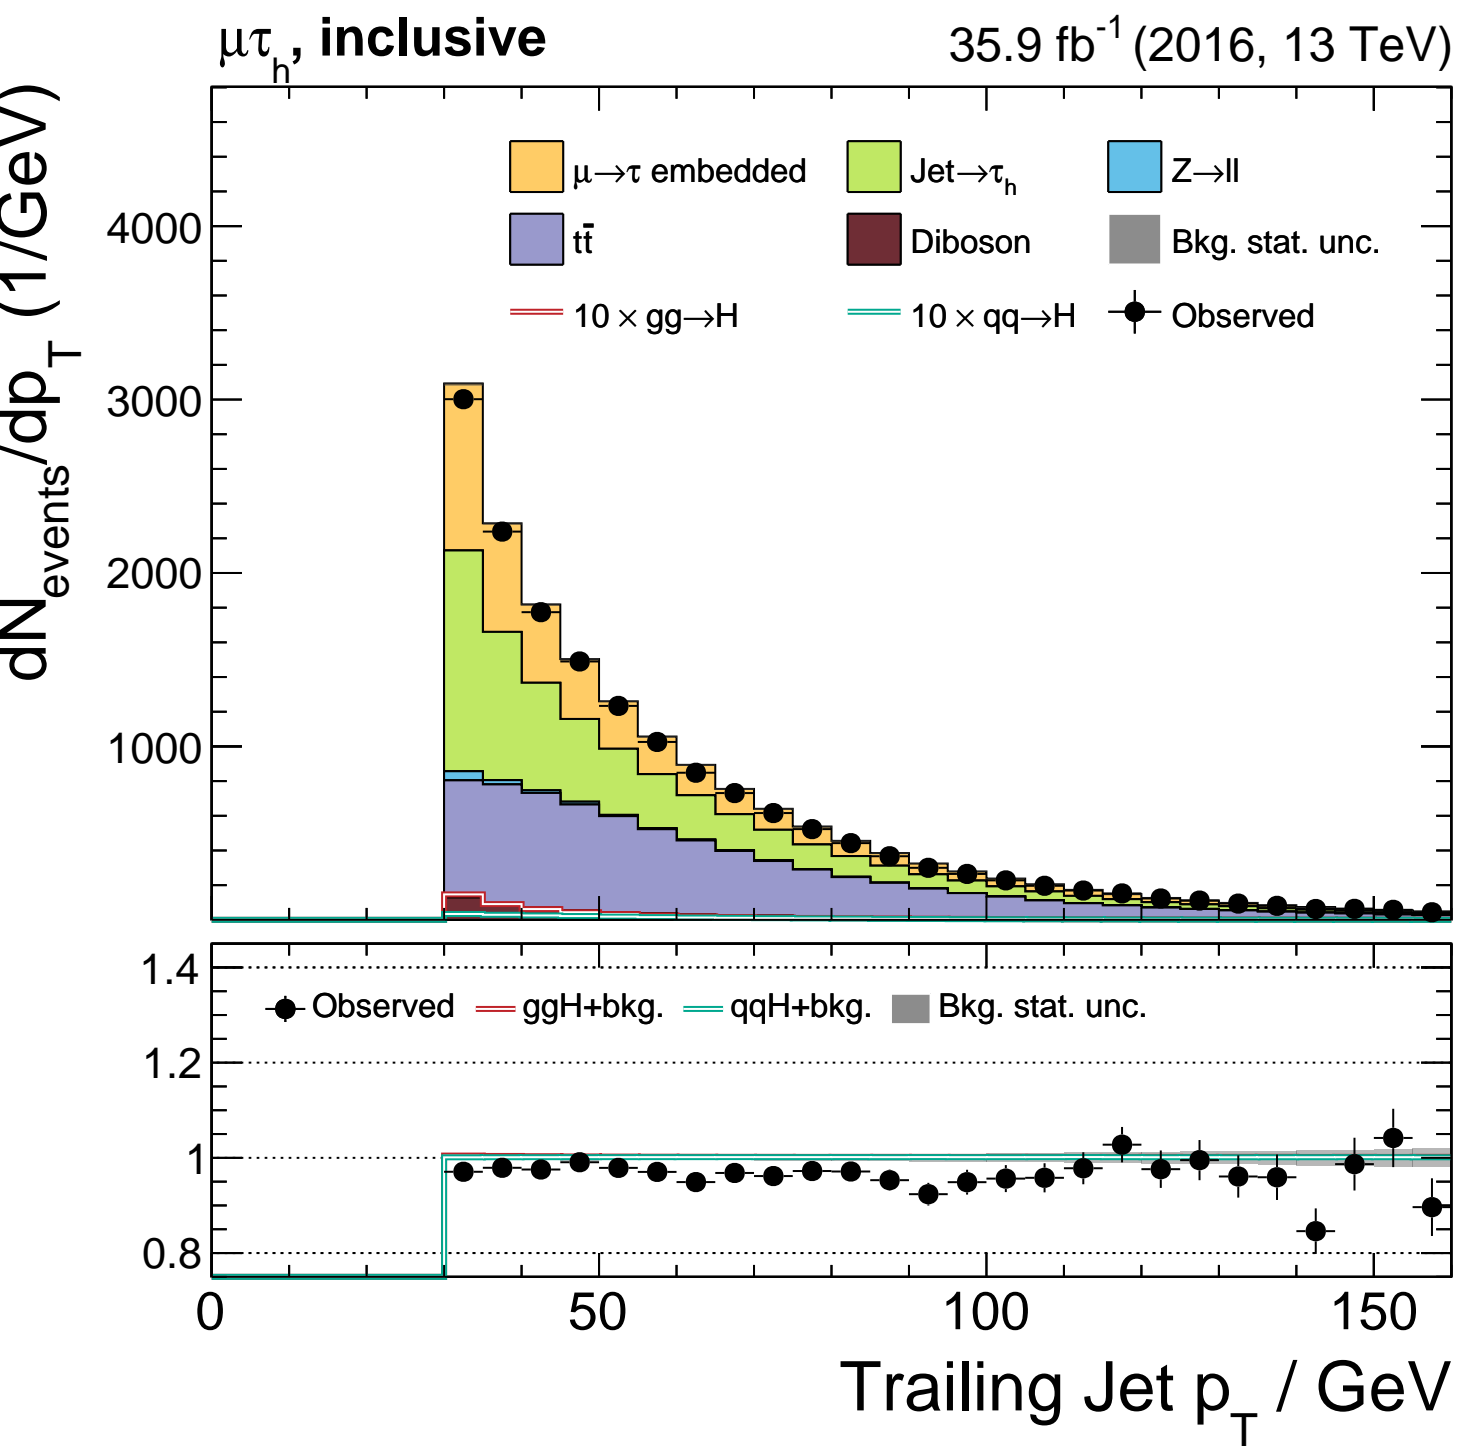 μτh, inclusive
35.9 fb-1 (2016, 13 TeV)
dNevents/dpT (1/GeV)
μ→τ embedded
Jet→τh
Z→ll
tt̄
Diboson
Bkg. stat. unc.
10 × gg→H
10 × qq→H
Observed
4000
3000
2000
1000
1.4
Observed
ggH+bkg.
qqH+bkg.
Bkg. stat. unc.
1.2
1
0.8
0
50
100
150
Trailing Jet pT / GeV